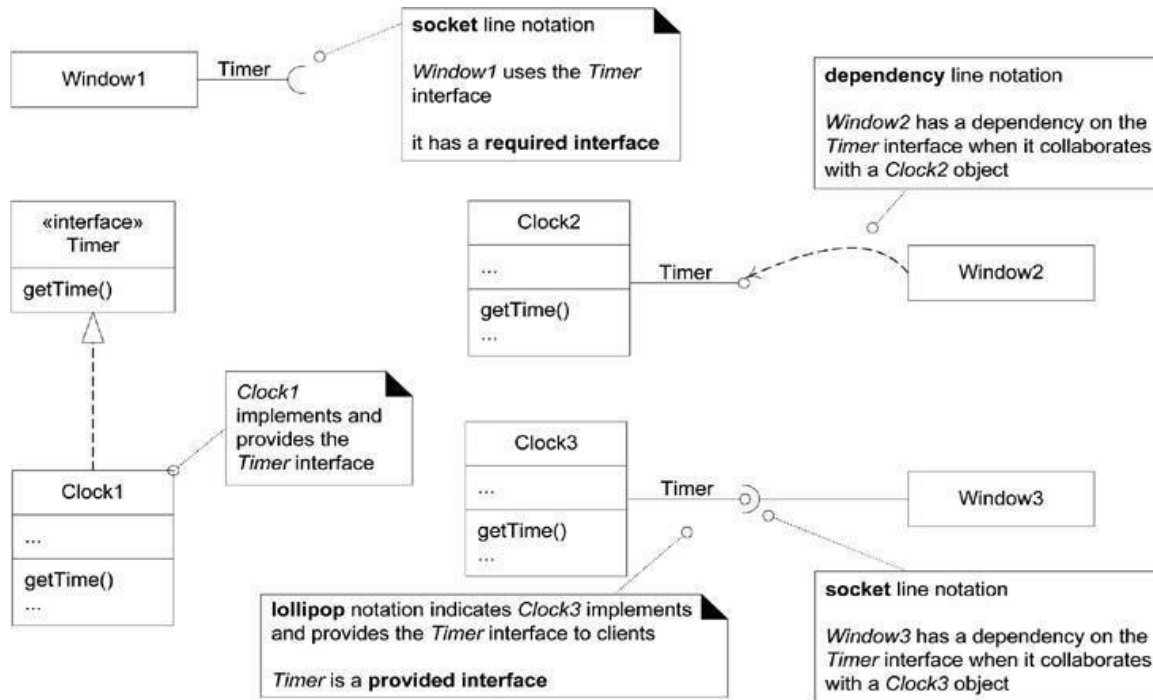 Window1
Timer
socket line notation
Window1 uses the Timer
interface
it has a required interface
dependency line notation
Window2 has a dependency on the
Timer interface when it collaborates
with a Clock2 object
«interface»
Timer
getTime()
Clock2
...
getTime()
...
Timer
Window2
Clock1
implements and
provides the
Timer interface
Clock1
...
getTime()
...
Clock3
...
getTime()
...
Timer
Window3
lollipop notation indicates Clock3 implements
and provides the Timer interface to clients
Timer is a provided interface
socket line notation
Window3 has a dependency on the
Timer interface when it collaborates
with a Clock3 object